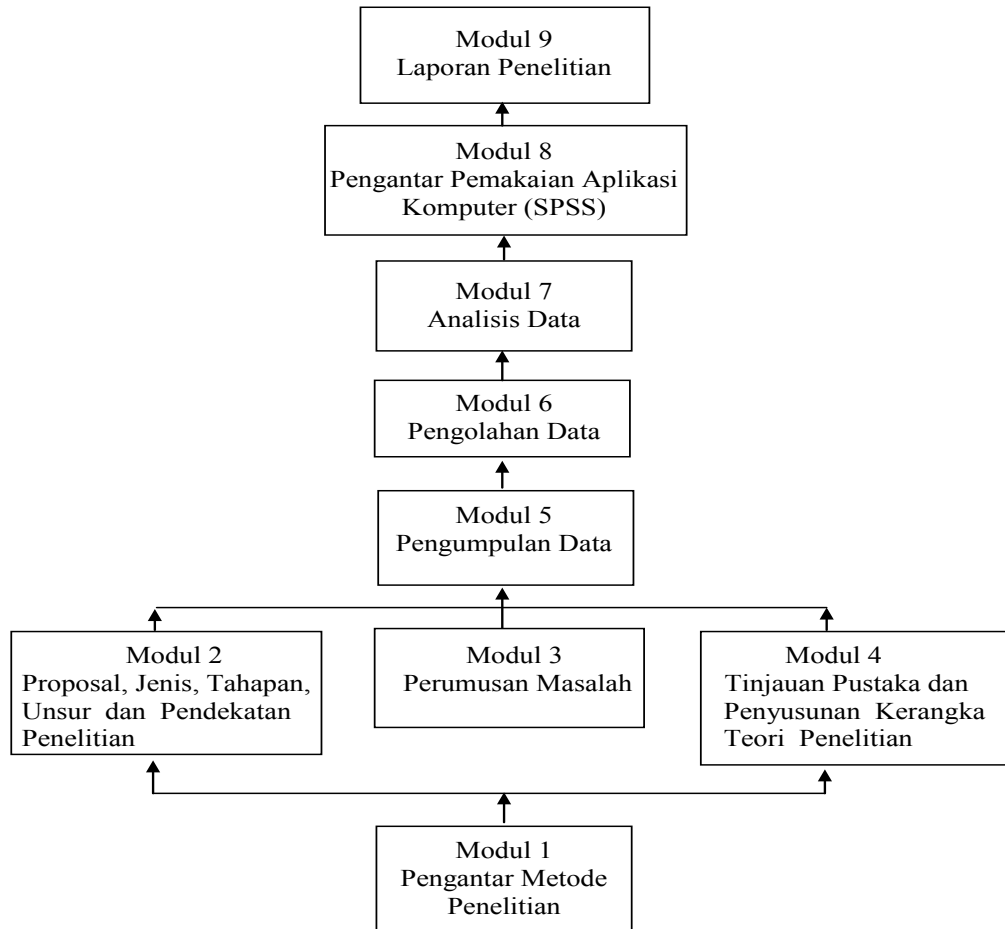 Modul 9
Laporan Penelitian
Modul 8
Pengantar Pemakaian Aplikasi
Komputer (SPSS)
Modul 7
Analisis Data
Modul 6
Pengolahan Data
Modul 5
Pengumpulan Data
Modul 2
Proposal, Jenis, Tahapan,
Unsur dan Pendekatan
Penelitian
Modul 3
Perumusan Masalah
Modul 4
Tinjauan Pustaka dan
Penyusunan Kerangka
Teori Penelitian
Modul 1
Pengantar Metode
Penelitian